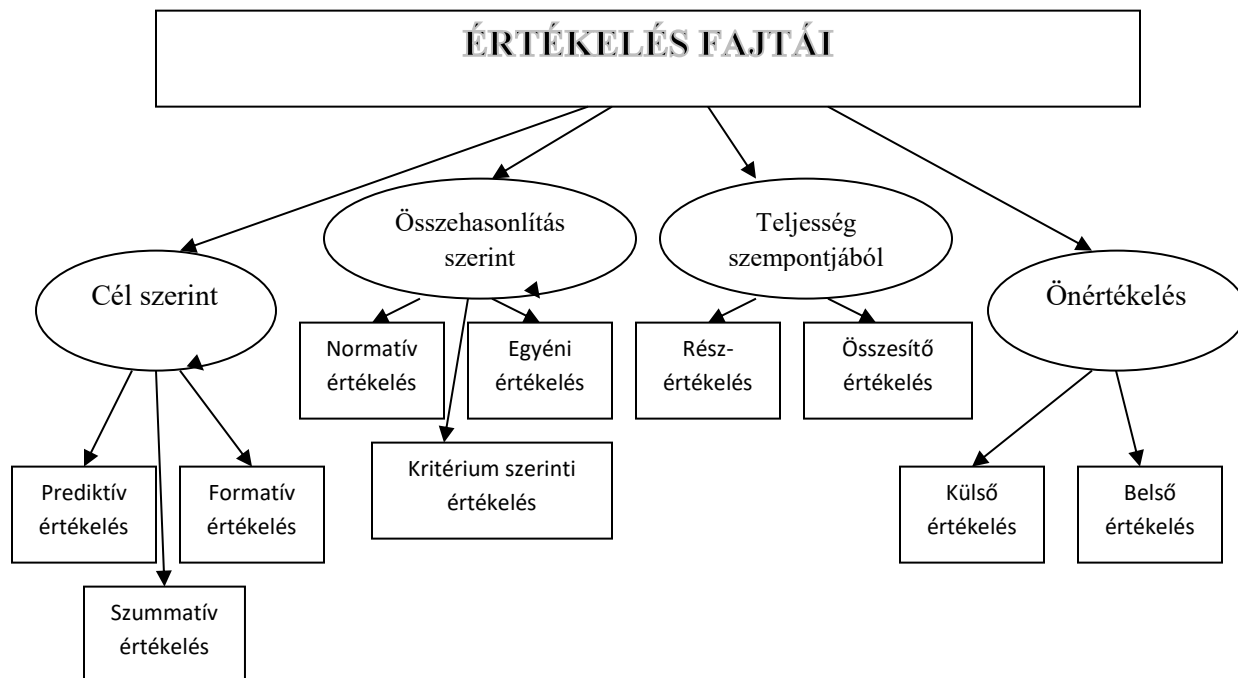 ÉRTÉKELÉS FAJTÁI
Cél szerint
Összehasonlítás
szerint
Teljesség
szempontjából
Önértékelés
Prediktív
értékelés
Formatív
értékelés
Szummatív
értékelés
Normatív
értékelés
Egyéni
értékelés
Kritérium szerinti
értékelés
Rész-
értékelés
Összesítő
értékelés
Külső
értékelés
Belső
értékelés